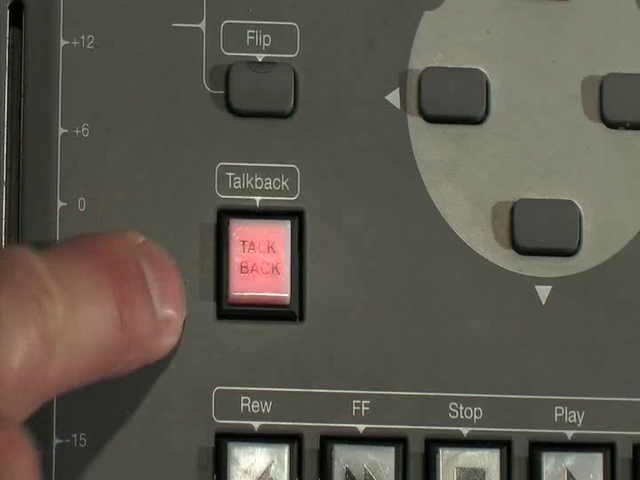 Flip
+12
+6
Talkback
0
TALK
BACK
Rew FF Stop Play
-15